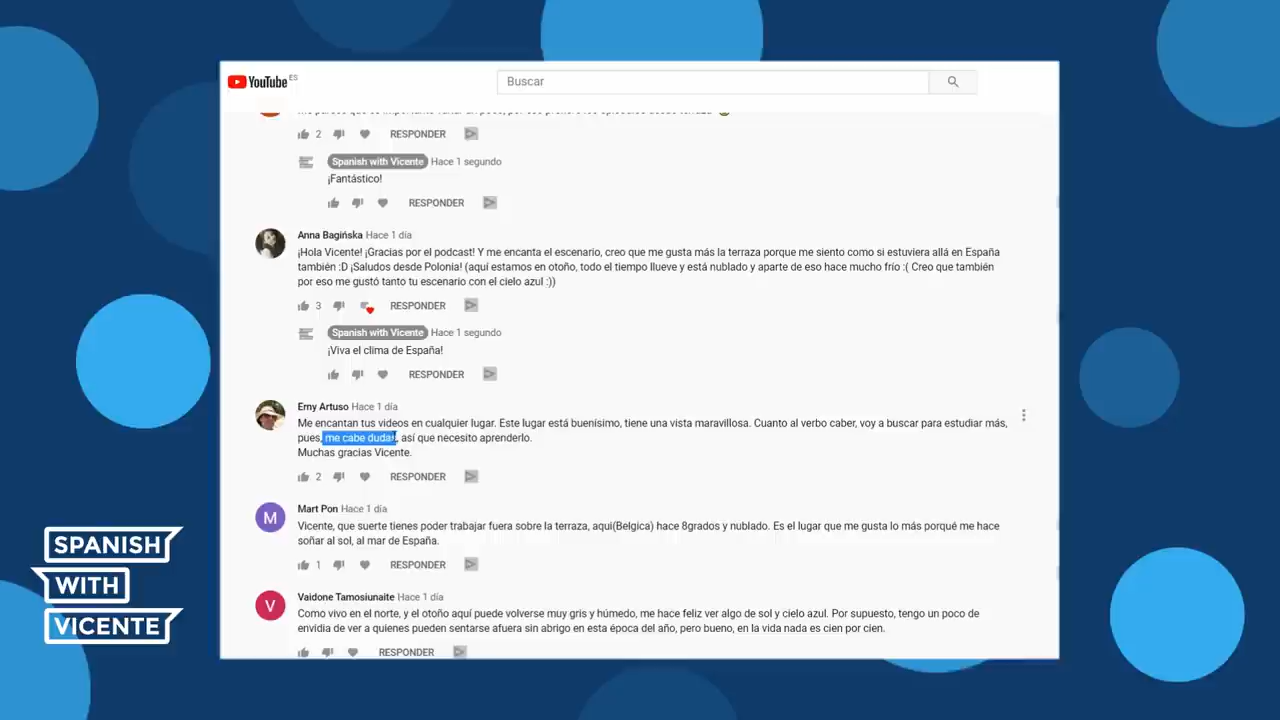 YouTube ES
Buscar
2 RESPONDER
Spanish with Vicente Hace 1 segundo
¡Fantástico!
RESPONDER
Anna Bagińska Hace 1 día
¡Hola Vicente! ¡Gracias por el podcast! Y me encanta el escenario, creo que me gusta más la terraza porque me siento como si estuviera allá en España
también :D ¡Saludos desde Polonia! (aquí estamos en otoño, todo el tiempo llueve y está nublado y aparte de eso hace mucho frío :( Creo que también
por eso me gustó tanto tu escenario con el cielo azul :))
3 RESPONDER
Spanish with Vicente Hace 1 segundo
¡Viva el clima de España!
RESPONDER
Erny Artuso Hace 1 día
Me encantan tus videos en cualquier lugar. Este lugar está buenísimo, tiene una vista maravillosa. Cuanto al verbo caber, voy a buscar para estudiar más,
pues, me cabe dudas, así que necesito aprenderlo.
Muchas gracias Vicente.
2 RESPONDER
Mart Pon Hace 1 día
Vicente, que suerte tienes poder trabajar fuera sobre la terraza, aqui(Belgica) hace 8grados y nublado. Es el lugar que me gusta lo más porqué me hace
soñar al sol, al mar de España.
1 RESPONDER
Vaidone Tamosiunaite Hace 1 día
Como vivo en el norte, y el otoño aquí puede volverse muy gris y húmedo, me hace feliz ver algo de sol y cielo azul. Por supuesto, tengo un poco de
envidia de ver a quienes pueden sentarse afuera sin abrigo en esta época del año, pero bueno, en la vida nada es cien por cien.
RESPONDER
M
V
SPANISH
WITH
VICENTE